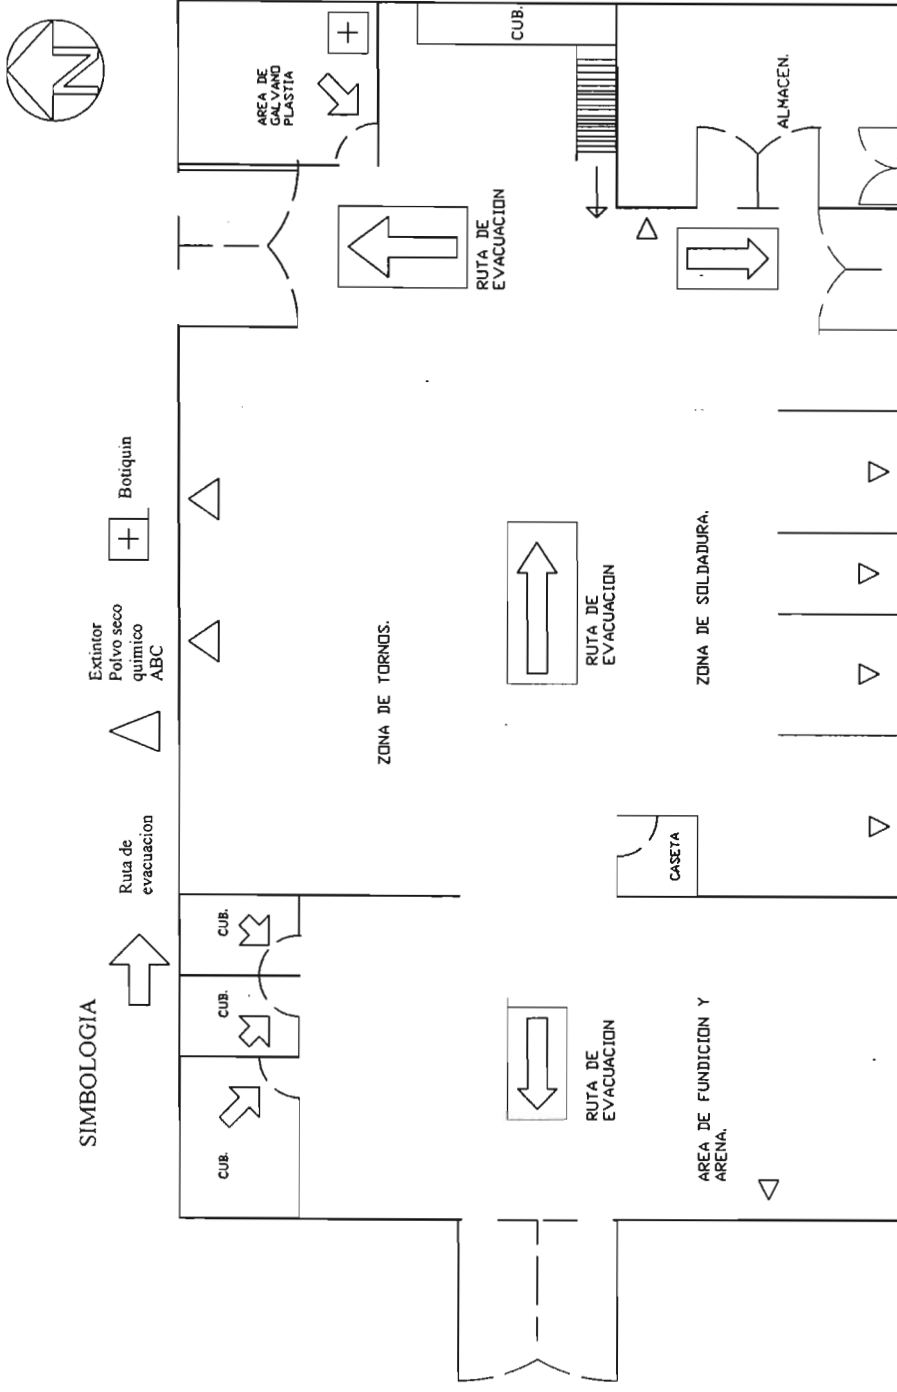 SIMBOLOGIA
Ruta de
evacuacion
Extintor
Polvo seco
quimico
ABC
Botiquin
N
CUB.
CUB.
CUB.
ZONA DE TORNOS.
AREA DE
GALVANO
PLASTIA
CUB.
RUTA DE
EVACUACION
RUTA DE
EVACUACION
RUTA DE
EVACUACION
CASETA
AREA DE FUNDICION Y
ARENA.
ZONA DE SOLDADURA.
ALMACEN.